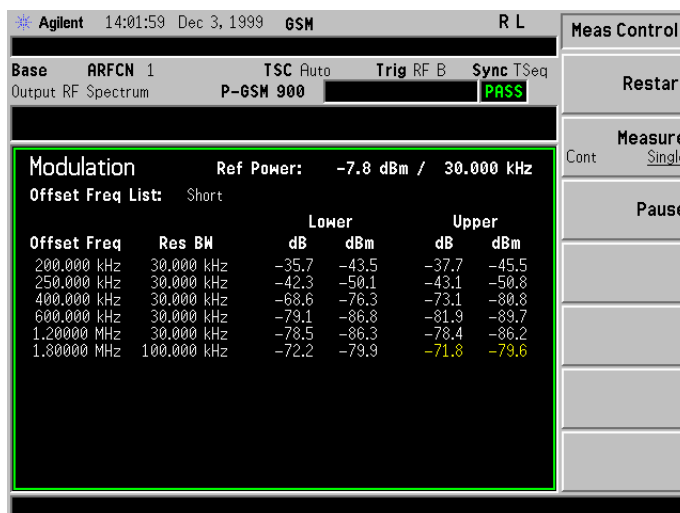 Agilent 14:01:59 Dec 3, 1999 GSM R L
Meas Control
Base ARFCN 1 TSC Auto Trig RF B Sync TSeq
Output RF Spectrum P-GSM 900 PASS
Restar
Measure
Cont Single
Pause
Modulation Ref Power: -7.8 dBm / 30.000 kHz
Offset Freq List: Short
Lower Upper
Offset Freq Res BW dB dBm dB dBm
200.000 kHz 30.000 kHz -35.7 -43.5 -37.7 -45.5
250.000 kHz 30.000 kHz -42.3 -50.1 -43.1 -50.8
400.000 kHz 30.000 kHz -68.6 -76.3 -73.1 -80.8
600.000 kHz 30.000 kHz -79.1 -86.8 -81.9 -89.7
1.20000 MHz 30.000 kHz -78.5 -86.3 -78.4 -86.2
1.80000 MHz 100.000 kHz -72.2 -79.9 -71.8 -79.6